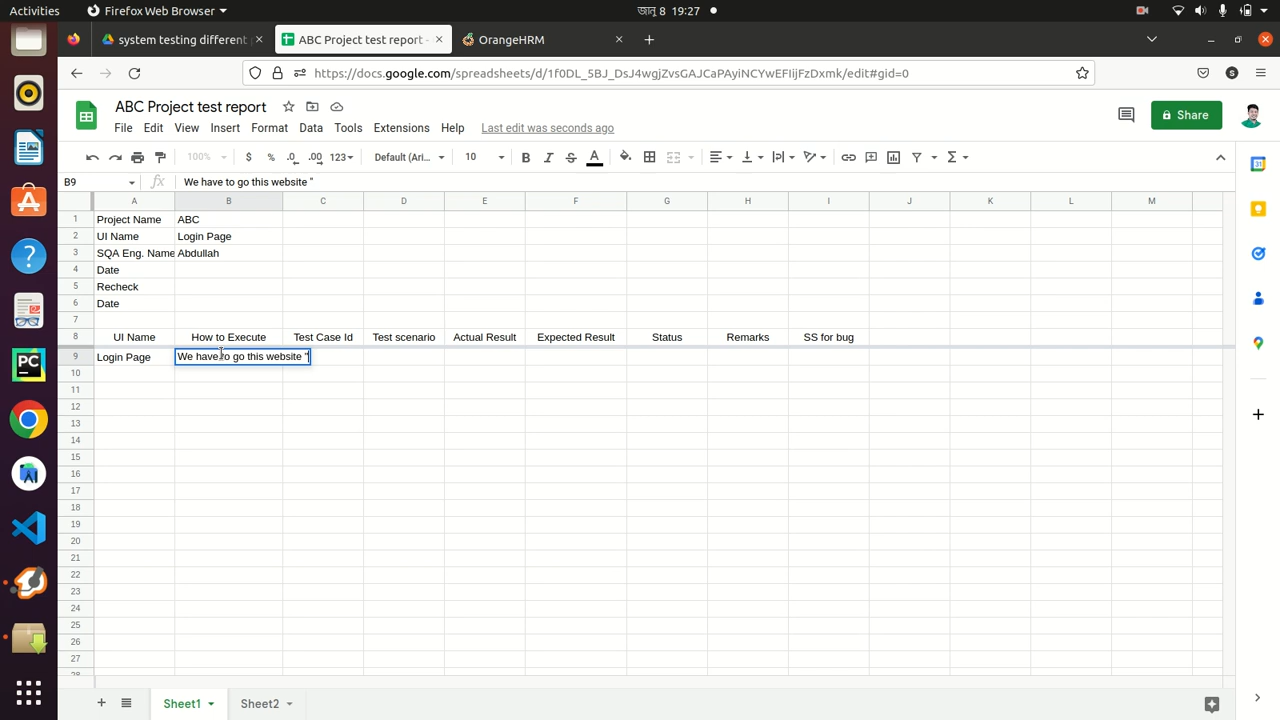 Activities
Firefox Web Browser
জানু 8 19:27
system testing different
ABC Project test report -
OrangeHRM
https://docs.google.com/spreadsheets/d/1f0DL_5BJ_DsJ4wgjZvsGAJCaPAyiNCYwEFIijFzDxmk/edit#gid=0
ABC Project test report
File Edit View Insert Format Data Tools Extensions Help Last edit was seconds ago
Share
100% $ % .0 .00 123 Default (Ari... 10 B I S A
B9 fx We have to go this website "
A B C D E F G H I J K L M
1 Project Name ABC
2 UI Name Login Page
3 SQA Eng. Name Abdullah
4 Date
5 Recheck
6 Date
7
8 UI Name How to Execute Test Case Id Test scenario Actual Result Expected Result Status Remarks SS for bug
9 Login Page We have to go this website "
10
11
12
13
14
15
16
17
18
19
20
21
22
23
24
25
26
27
28
Sheet1 Sheet2